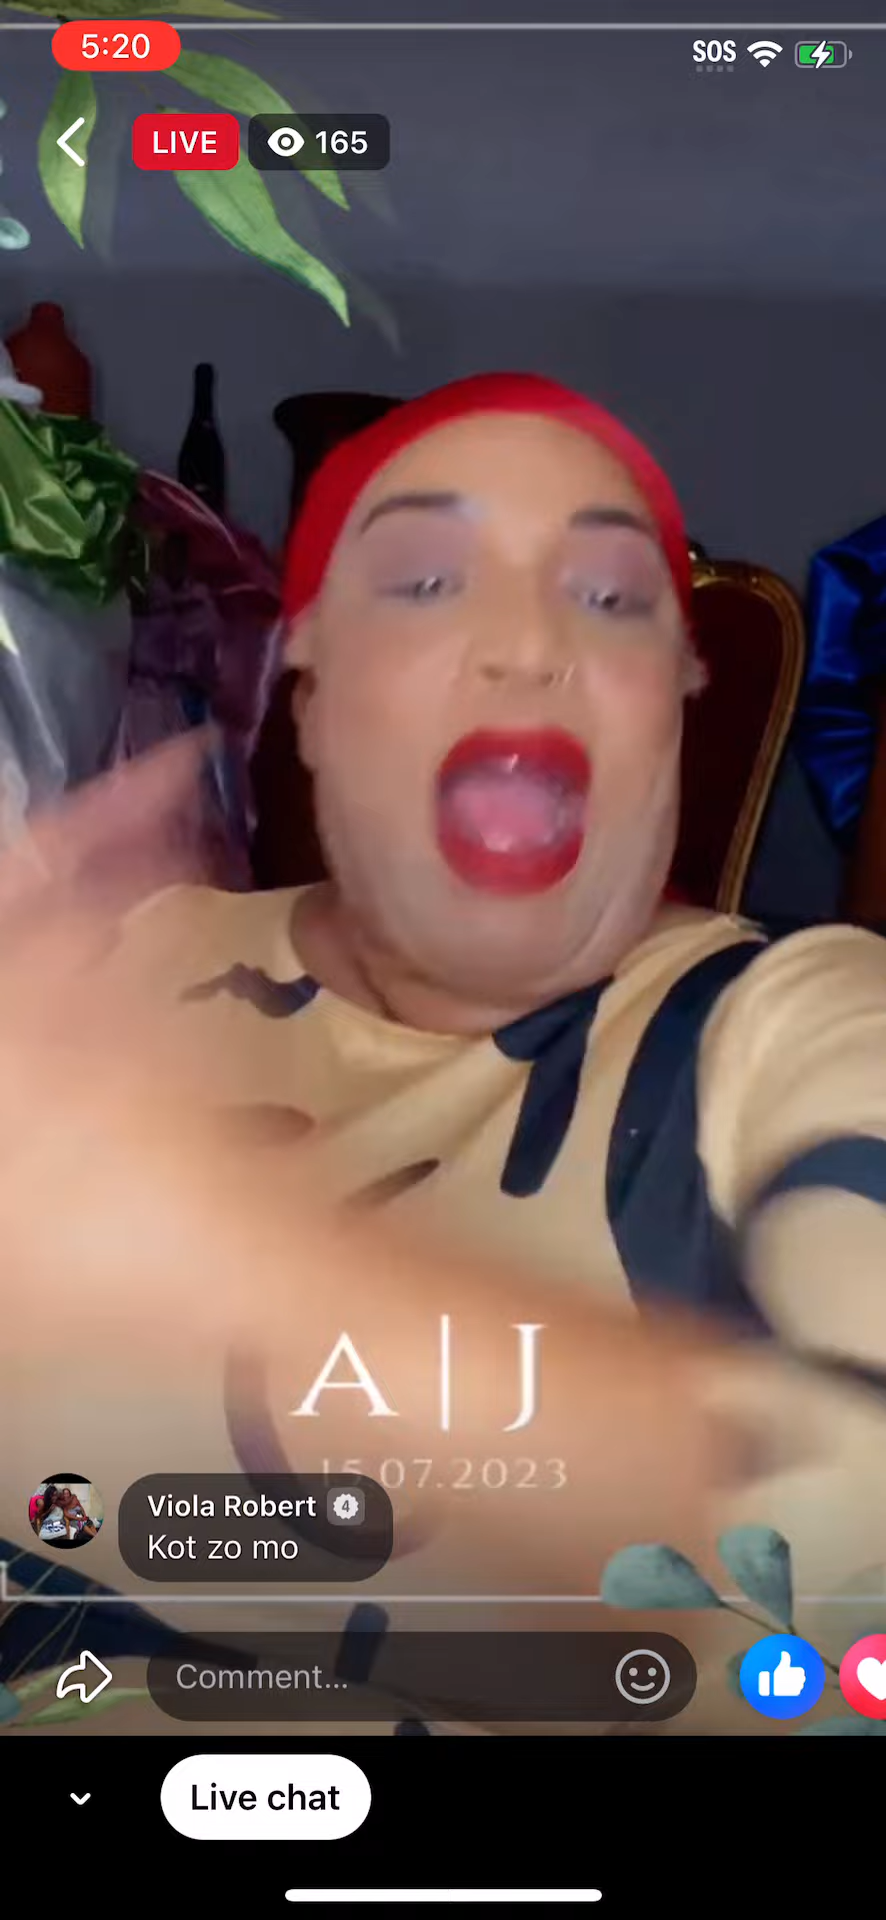 5:20
SOS
LIVE 165
A | J
15.07.2023
Viola Robert 4
Kot zo mo
Comment...
Live chat